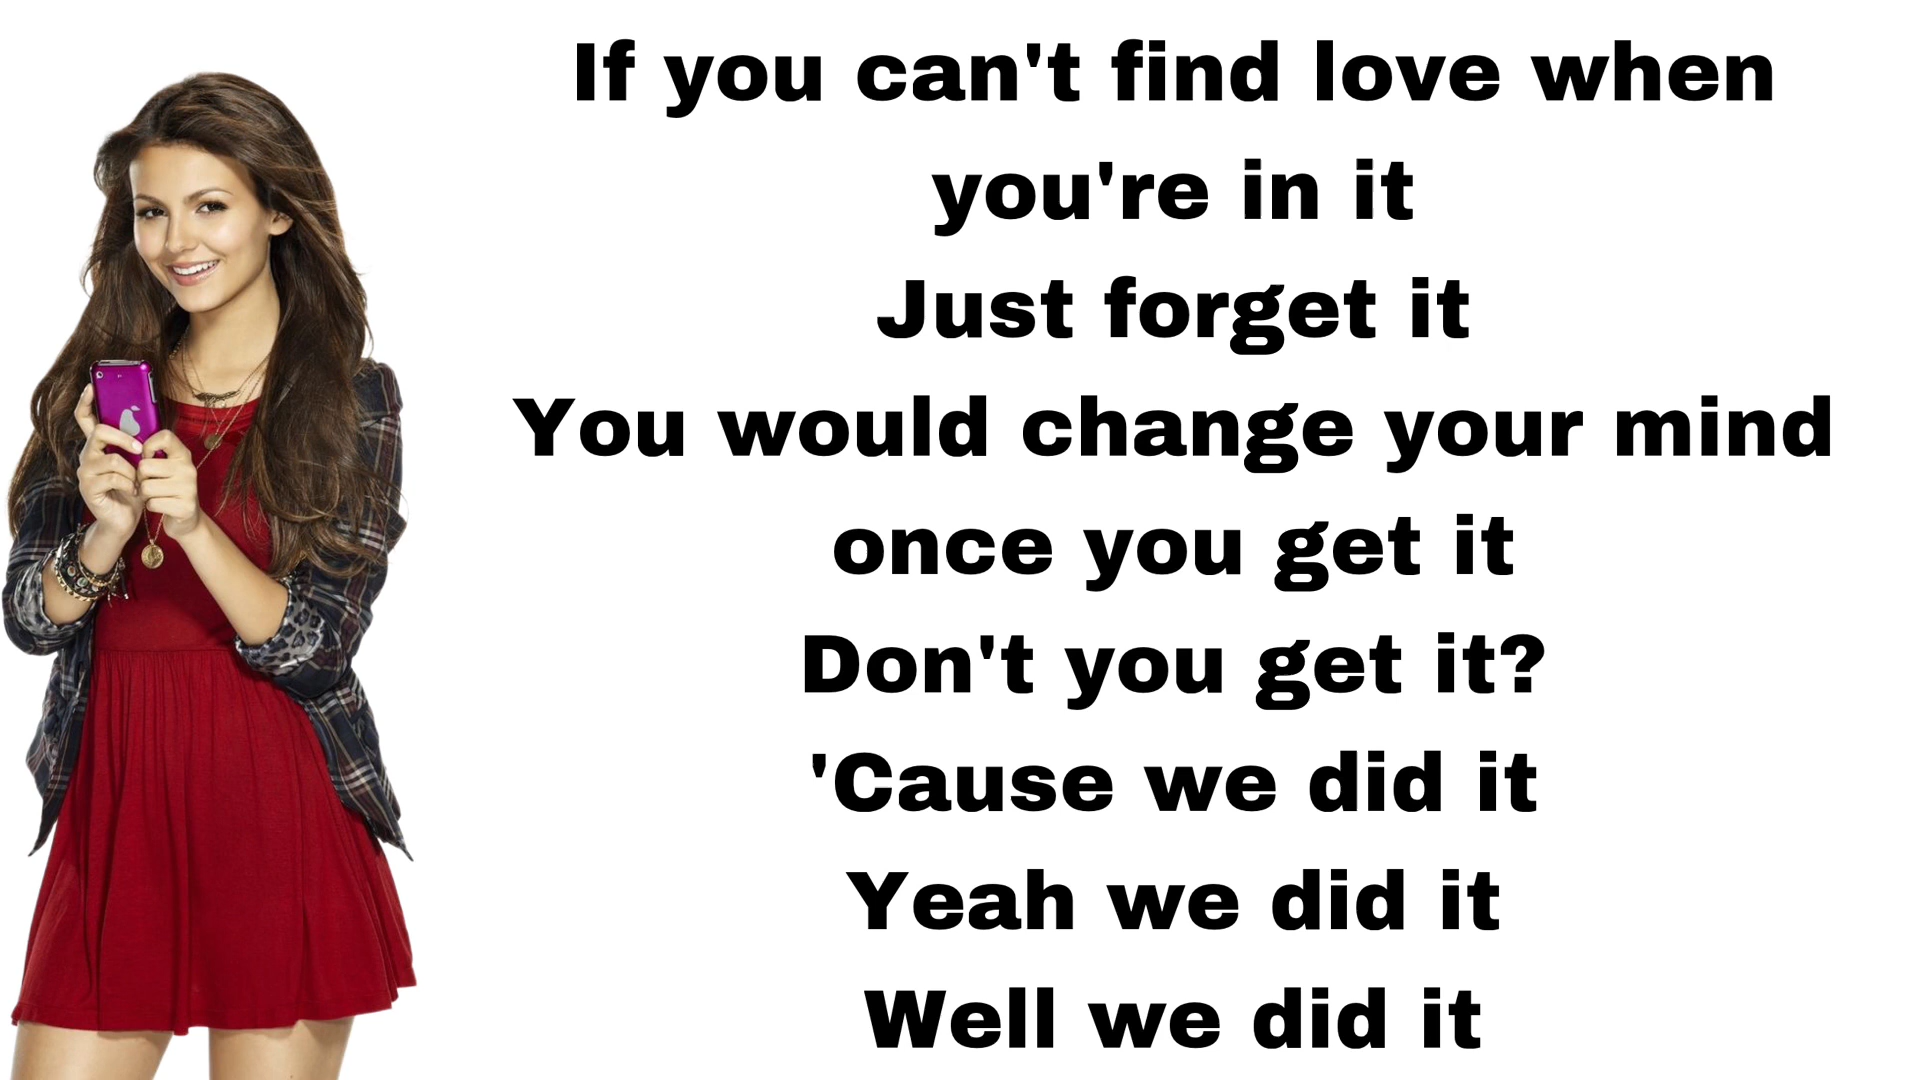 If you can't find love when
you're in it
Just forget it
You would change your mind
once you get it
Don't you get it?
'Cause we did it
Yeah we did it
Well we did it